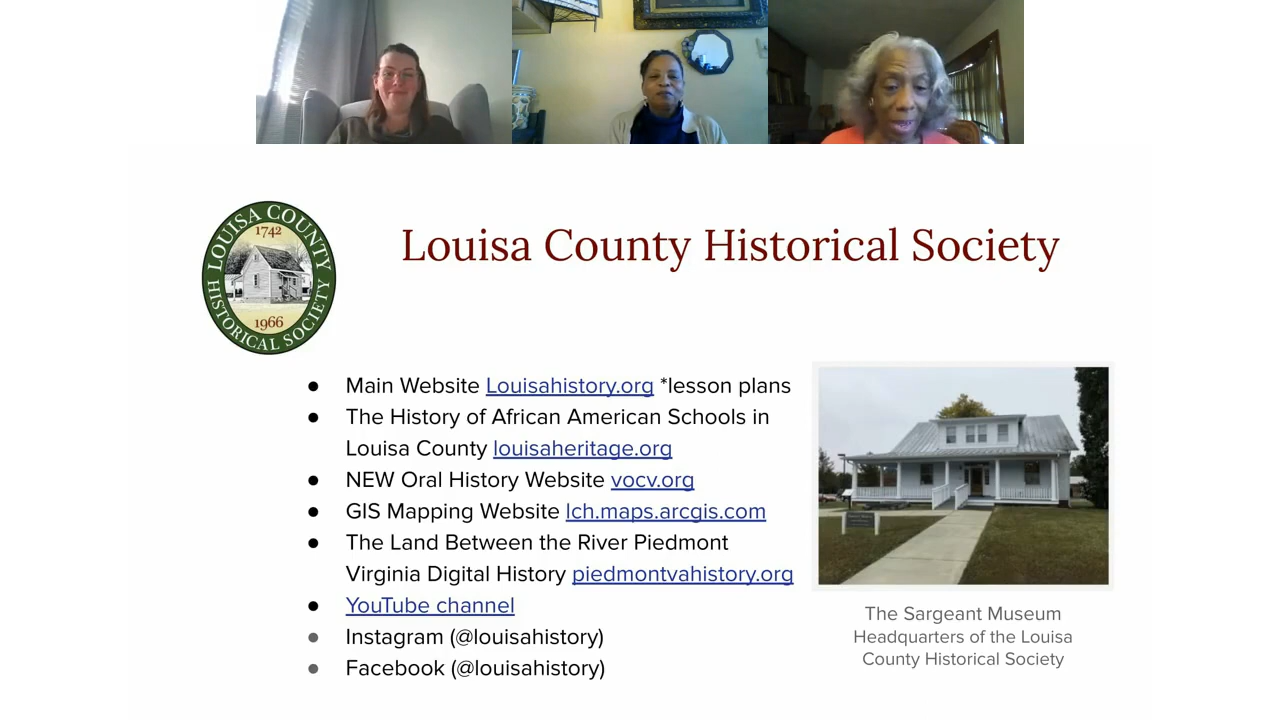 LOUISA COUNTY
1742
1966
HISTORICAL SOCIETY
Louisa County Historical Society
● Main Website Louisahistory.org *lesson plans
● The History of African American Schools in
Louisa County louisaheritage.org
● NEW Oral History Website vocv.org
● GIS Mapping Website lch.maps.arcgis.com
● The Land Between the River Piedmont
Virginia Digital History piedmontvahistory.org
● YouTube channel
● Instagram (@louisahistory)
● Facebook (@louisahistory)
The Sargeant Museum
Headquarters of the Louisa
County Historical Society